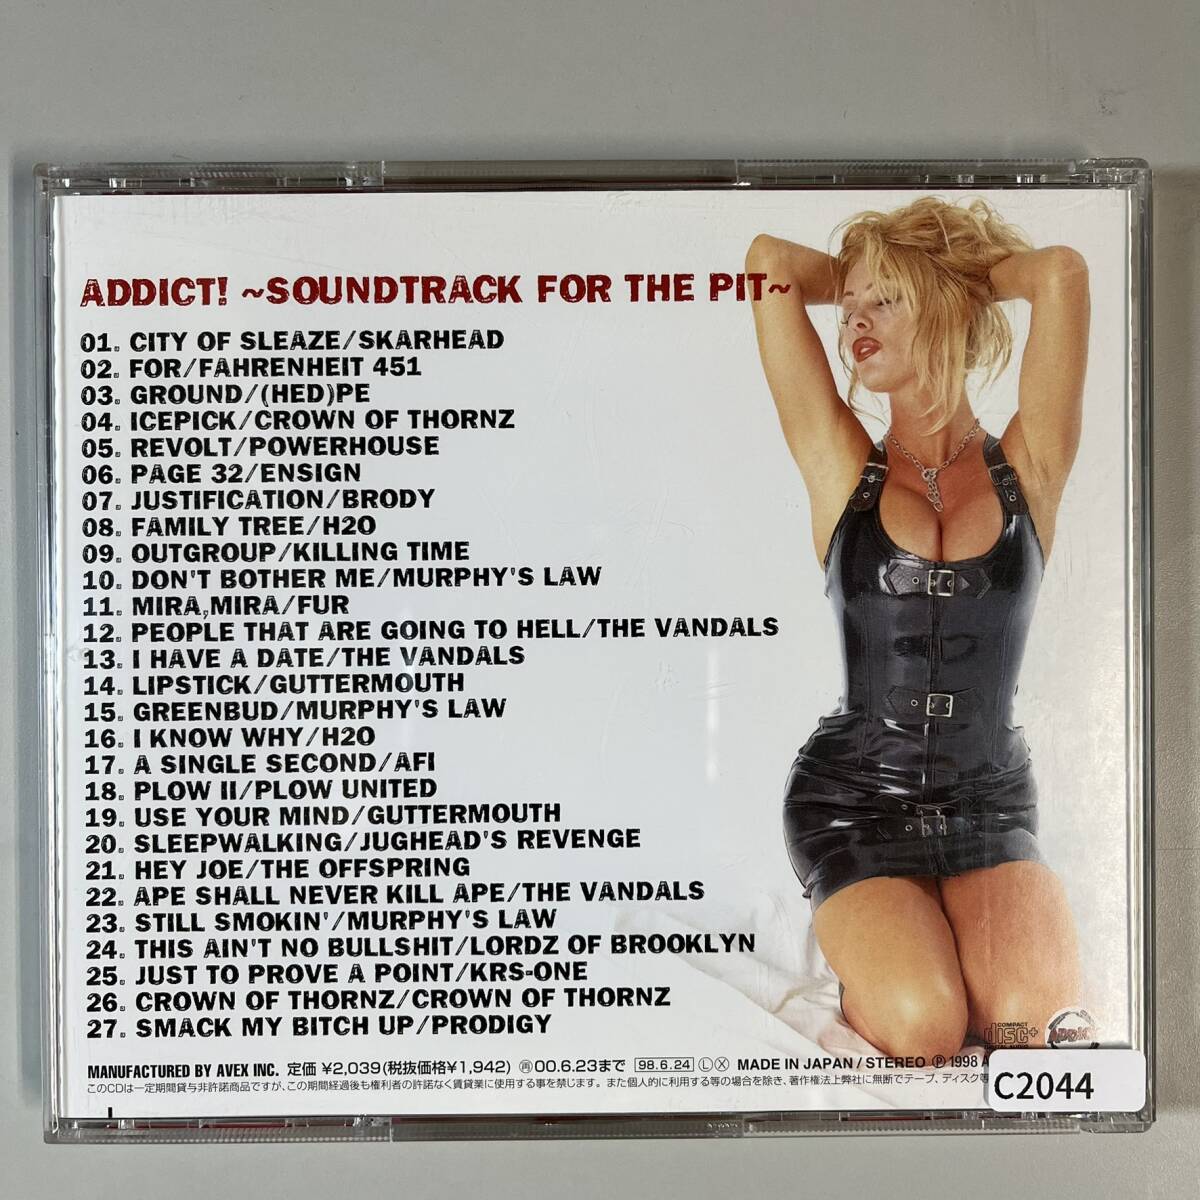 ADDICT! ~SOUNDTRACK FOR THE PIT~
01. CITY OF SLEAZE/SKARHEAD
02. FOR/FAHRENHEIT 451
03. GROUND/(HED)PE
04. ICEPICK/CROWN OF THORNZ
05. REVOLT/POWERHOUSE
06. PAGE 32/ENSIGN
07. JUSTIFICATION/BRODY
08. FAMILY TREE/H2O
09. OUTGROUP/KILLING TIME
10. DON'T BOTHER ME/MURPHY'S LAW
11. MIRA,MIRA/FUR
12. PEOPLE THAT ARE GOING TO HELL/THE VANDALS
13. I HAVE A DATE/THE VANDALS
14. LIPSTICK/GUTTERMOUTH
15. GREENBUD/MURPHY'S LAW
16. I KNOW WHY/H2O
17. A SINGLE SECOND/AFI
18. PLOW II/PLOW UNITED
19. USE YOUR MIND/GUTTERMOUTH
20. SLEEPWALKING/JUGHEAD'S REVENGE
21. HEY JOE/THE OFFSPRING
22. APE SHALL NEVER KILL APE/THE VANDALS
23. STILL SMOKIN'/MURPHY'S LAW
24. THIS AIN'T NO BULLSHIT/LORDZ OF BROOKLYN
25. JUST TO PROVE A POINT/KRS-ONE
26. CROWN OF THORNZ/CROWN OF THORNZ
27. SMACK MY BITCH UP/PRODIGY
COMPACT
disc+
DIGITAL AUDIO
ADDICT
MANUFACTURED BY AVEX INC. 定価 ¥2,039(税抜価格¥1,942) ㊞00.6.23まで 98.6.24 Ⓛ Ⓧ MADE IN JAPAN / STEREO ℗ 1998 A
このCDは一定期間貸与非許諾商品ですが、この期間経過後も権利者の許諾なく賃貸業に使用する事を禁じます。また個人的に利用する等の場合を除き、著作権法上弊社に無断でテープ、ディスク等
C2044